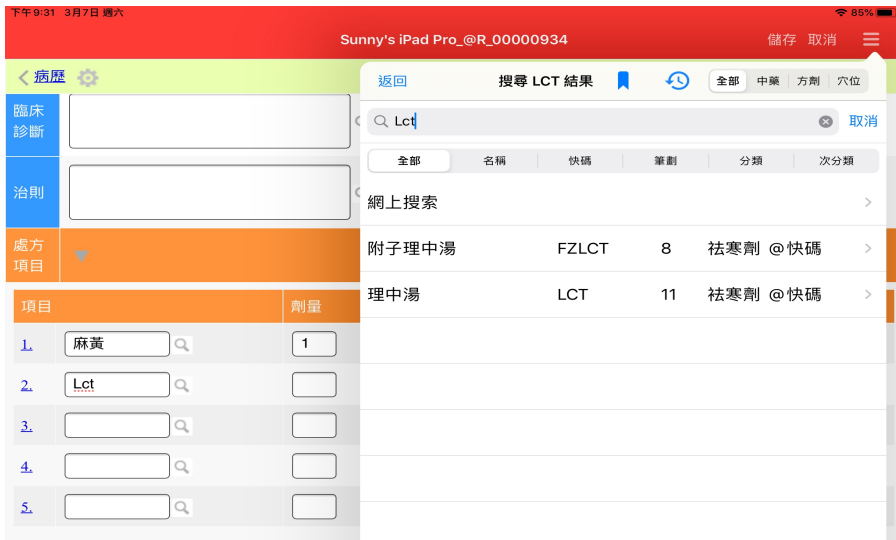 下午9:31 3月7日 週六
85%
Sunny's iPad Pro_@R_00000934
儲存 取消
病歷
返回 搜尋 LCT 結果 全部 中藥 方劑 穴位
臨床
診斷
Lct 取消
全部 名稱 快碼 筆劃 分類 次分類
治則
網上搜索
處方
項目
附子理中湯 FZLCT 8 祛寒劑 @快碼
理中湯 LCT 11 祛寒劑 @快碼
項目 劑量
1. 麻黃 1
2. Lct
3.
4.
5.